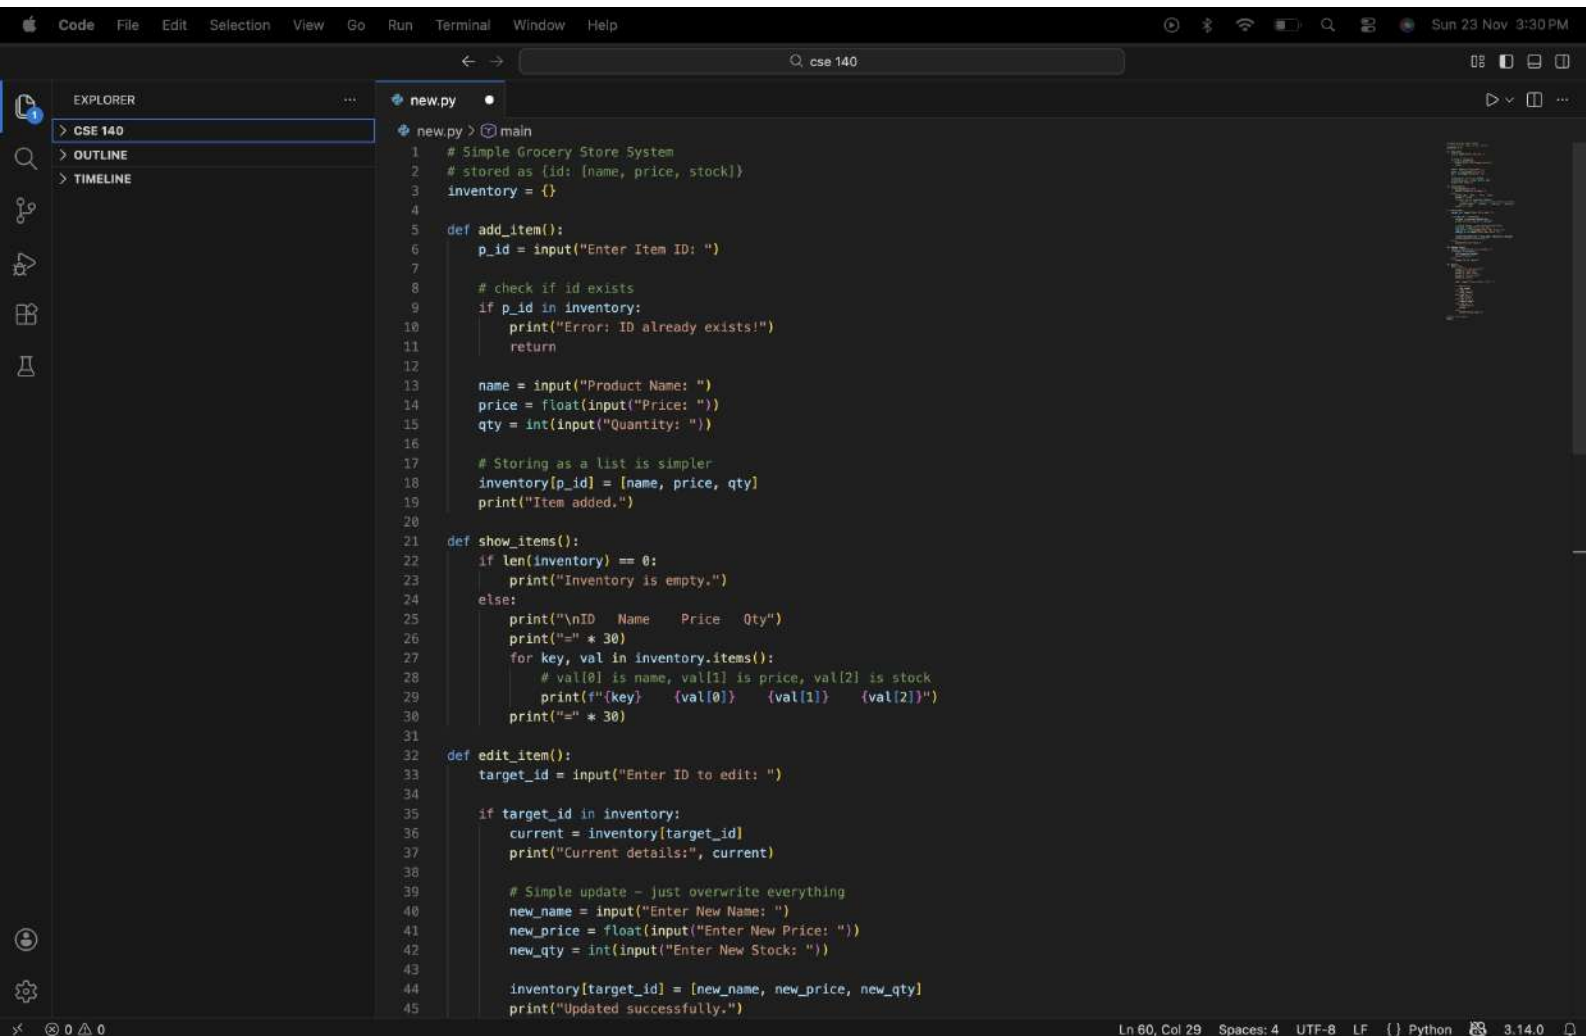 Code File Edit Selection View Go Run Terminal Window Help Sun 23 Nov 3:30 PM
cse 140
EXPLORER
new.py
CSE 140
new.py > main
OUTLINE
TIMELINE
1 # Simple Grocery Store System
2 # stored as {id: [name, price, stock]}
3 inventory = {}
4
5 def add_item():
6     p_id = input("Enter Item ID: ")
7
8     # check if id exists
9     if p_id in inventory:
10         print("Error: ID already exists!")
11         return
12
13     name = input("Product Name: ")
14     price = float(input("Price: "))
15     qty = int(input("Quantity: "))
16
17     # Storing as a list is simpler
18     inventory[p_id] = [name, price, qty]
19     print("Item added.")
20
21 def show_items():
22     if len(inventory) == 0:
23         print("Inventory is empty.")
24     else:
25         print("\nID   Name    Price   Qty")
26         print("=" * 30)
27         for key, val in inventory.items():
28             # val[0] is name, val[1] is price, val[2] is stock
29             print(f"{key}    {val[0]}    {val[1]}    {val[2]}")
30         print("=" * 30)
31
32 def edit_item():
33     target_id = input("Enter ID to edit: ")
34
35     if target_id in inventory:
36         current = inventory[target_id]
37         print("Current details:", current)
38
39         # Simple update – just overwrite everything
40         new_name = input("Enter New Name: ")
41         new_price = float(input("Enter New Price: "))
42         new_qty = int(input("Enter New Stock: "))
43
44         inventory[target_id] = [new_name, new_price, new_qty]
45         print("Updated successfully.")
0 0 Ln 60, Col 29 Spaces: 4 UTF-8 LF {} Python 3.14.0